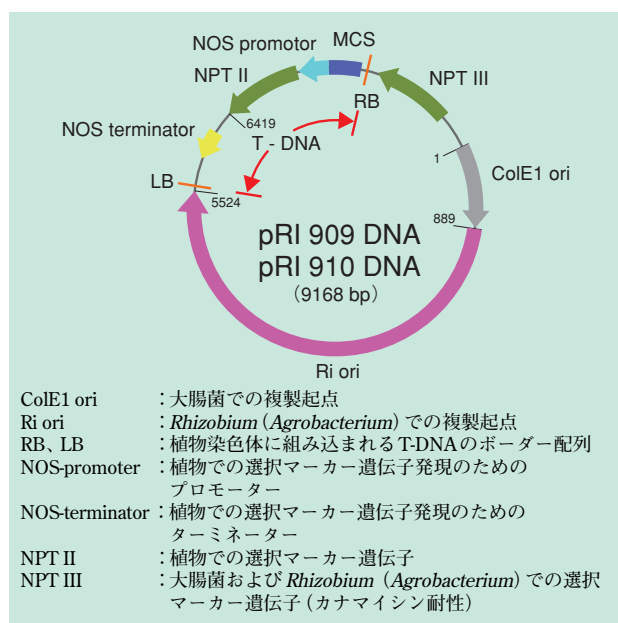 NOS promotor
MCS
NPT II
NPT III
RB
6419
NOS terminator
T - DNA
1
ColE1 ori
LB
5524
889
pRI 909 DNA
pRI 910 DNA
(9168 bp)
Ri ori
ColE1 ori ：大腸菌での複製起点
Ri ori ：Rhizobium (Agrobacterium) での複製起点
RB、LB ：植物染色体に組み込まれるT-DNAのボーダー配列
NOS-promoter ：植物での選択マーカー遺伝子発現のための
プロモーター
NOS-terminator ：植物での選択マーカー遺伝子発現のための
ターミネーター
NPT II ：植物での選択マーカー遺伝子
NPT III ：大腸菌および Rhizobium (Agrobacterium) での選択
マーカー遺伝子 (カナマイシン耐性)